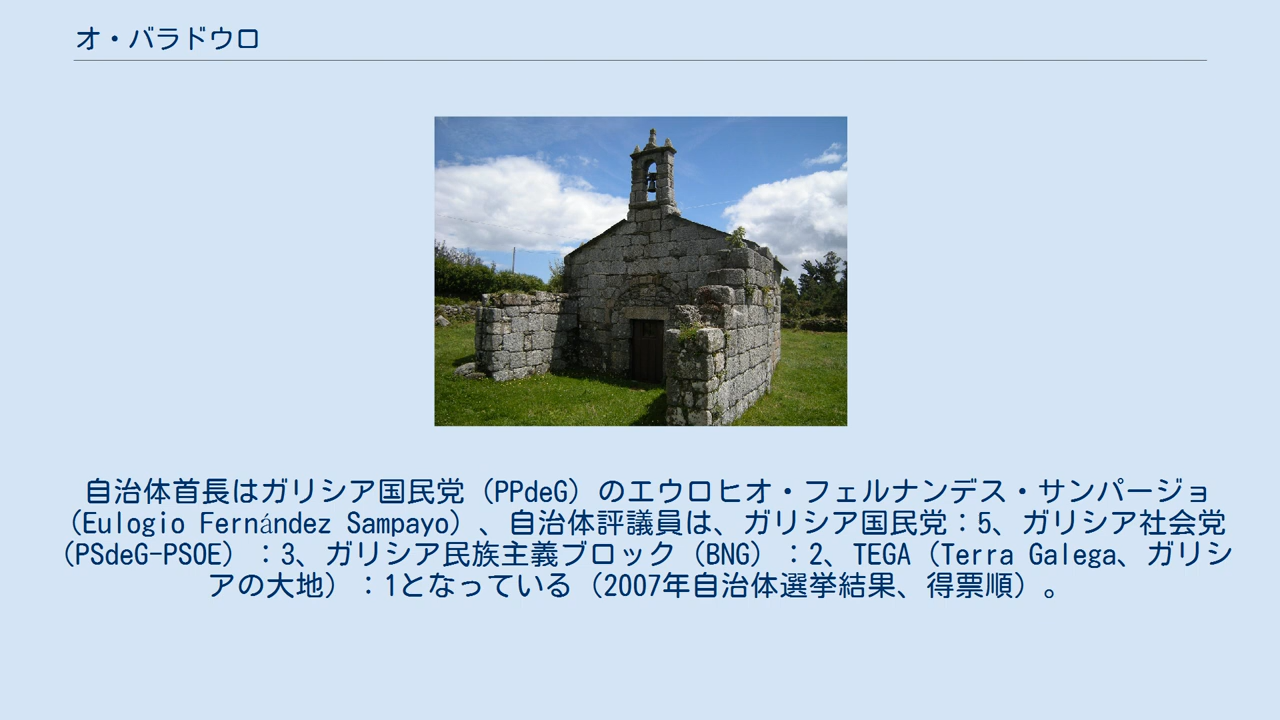 オ・バラドウロ
自治体首長はガリシア国民党（PPdeG）のエウロヒオ・フェルナンデス・サンパージョ
（Eulogio Fernández Sampayo）、自治体評議員は、ガリシア国民党：5、ガリシア社会党
（PSdeG-PSOE）：3、ガリシア民族主義ブロック（BNG）：2、TEGA（Terra Galega、ガリシ
アの大地）：1となっている（2007年自治体選挙結果、得票順）。